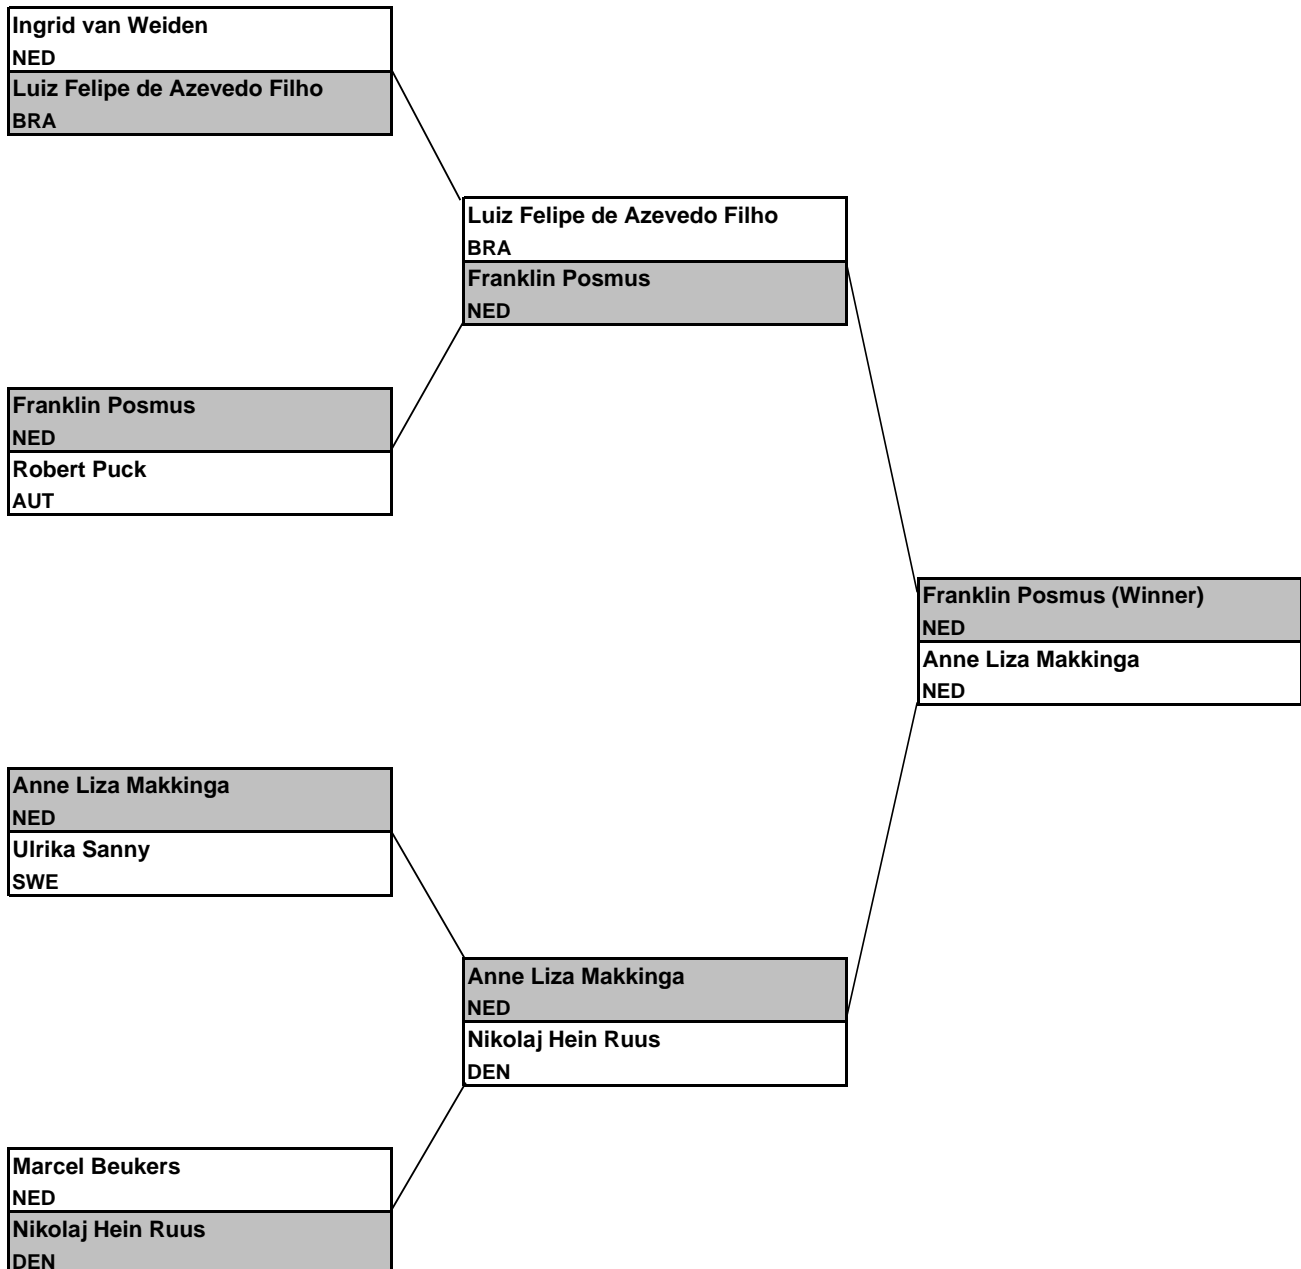 Ingrid van Weiden
NED
Luiz Felipe de Azevedo Filho
BRA
Luiz Felipe de Azevedo Filho
BRA
Franklin Posmus
NED
Franklin Posmus
NED
Robert Puck
AUT
Franklin Posmus (Winner)
NED
Anne Liza Makkinga
NED
Anne Liza Makkinga
NED
Ulrika Sanny
SWE
Anne Liza Makkinga
NED
Nikolaj Hein Ruus
DEN
Marcel Beukers
NED
Nikolaj Hein Ruus
DEN